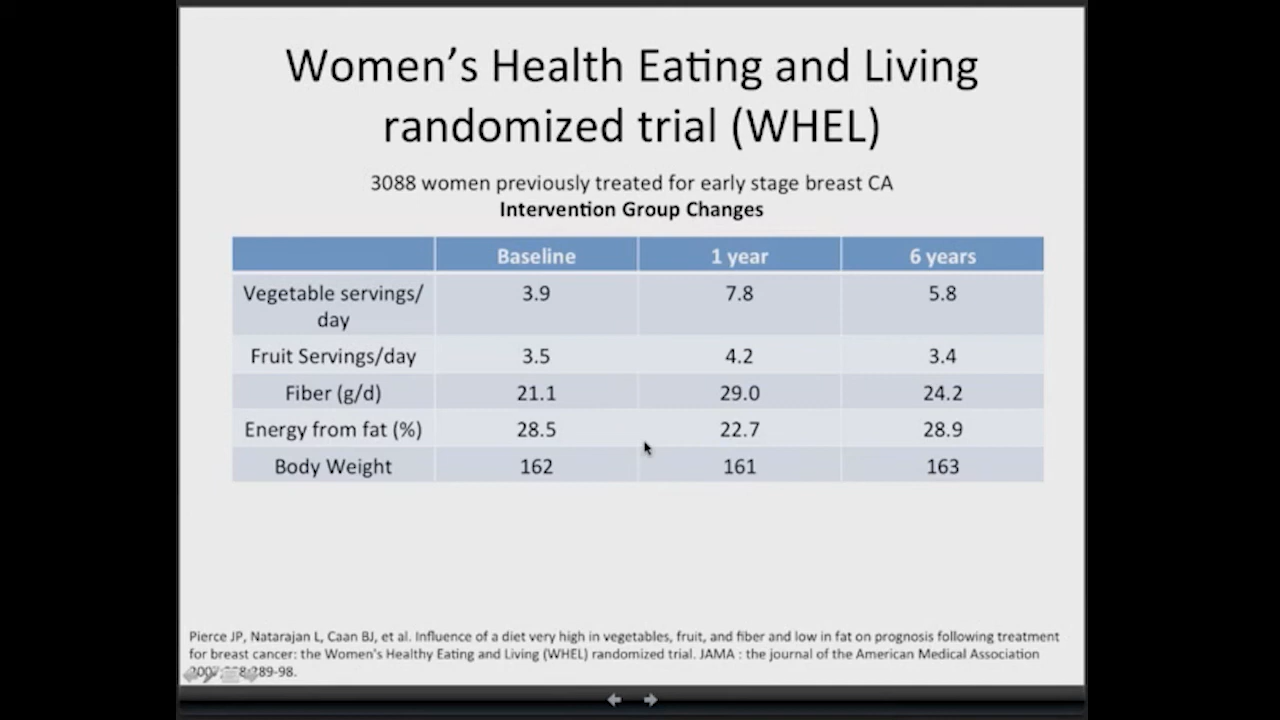 Women's Health Eating and Living
randomized trial (WHEL)
3088 women previously treated for early stage breast CA
Intervention Group Changes
Baseline 1 year 6 years
Vegetable servings/ 3.9 7.8 5.8
day
Fruit Servings/day 3.5 4.2 3.4
Fiber (g/d) 21.1 29.0 24.2
Energy from fat (%) 28.5 22.7 28.9
Body Weight 162 161 163
Pierce JP, Natarajan L, Caan BJ, et al. Influence of a diet very high in vegetables, fruit, and fiber and low in fat on prognosis following treatment
for breast cancer: the Women's Healthy Eating and Living (WHEL) randomized trial. JAMA : the journal of the American Medical Association
289-98.